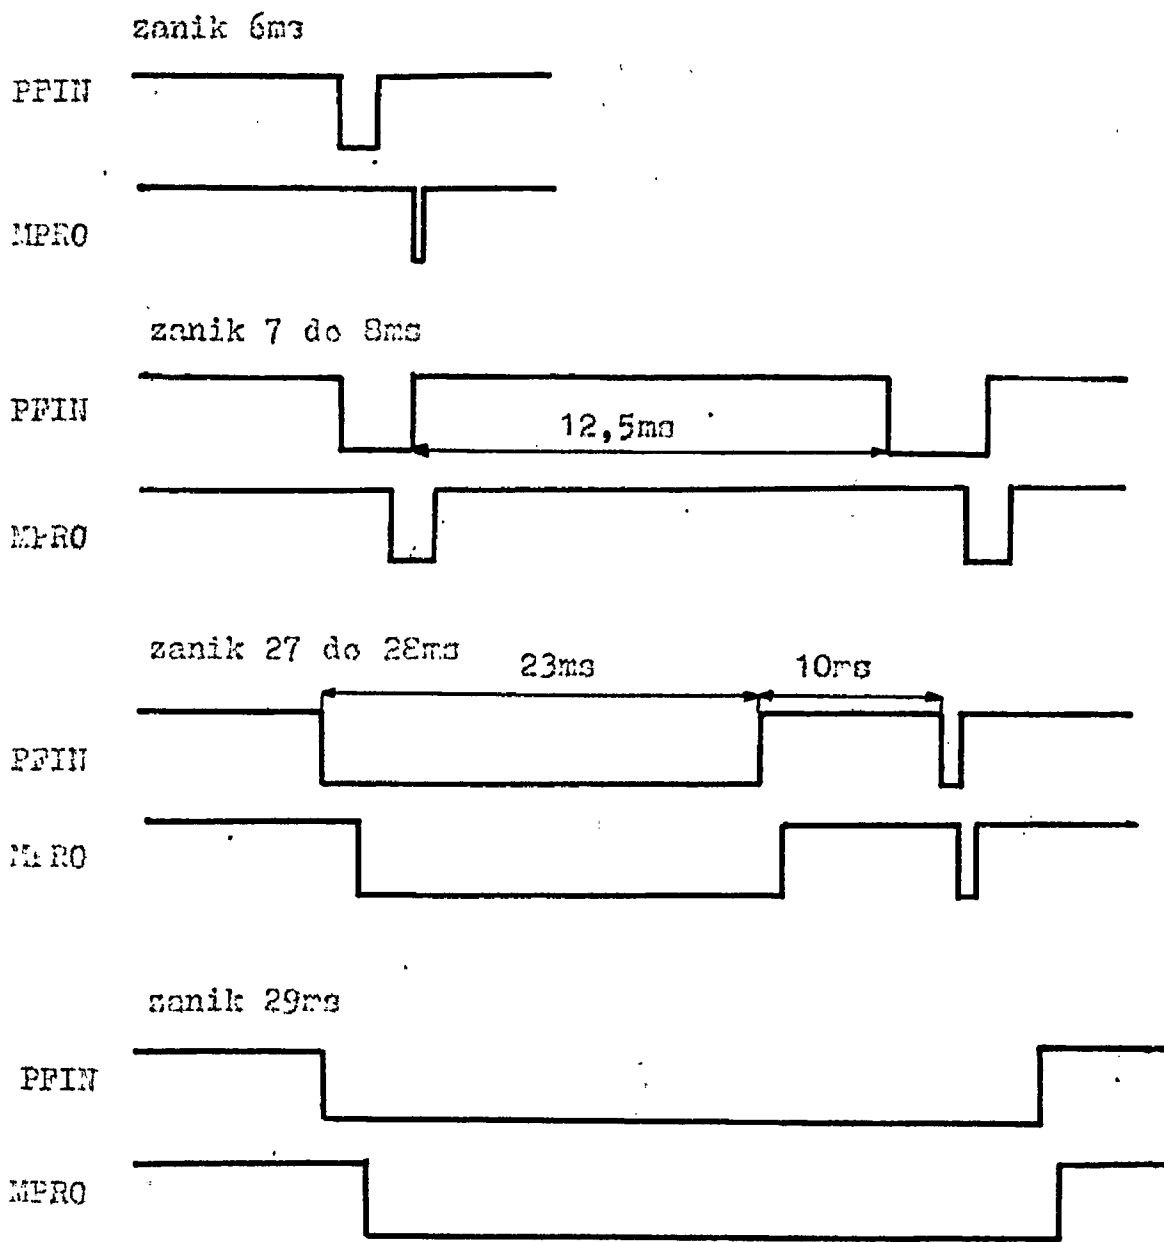 zanik 6ms
PFIN
MPRO
zanik 7 do 8ms
PFIN
12,5ms
MPRO
zanik 27 do 28ms
23ms
10ms
PFIN
MPRO
zanik 29ms
PFIN
MPRO